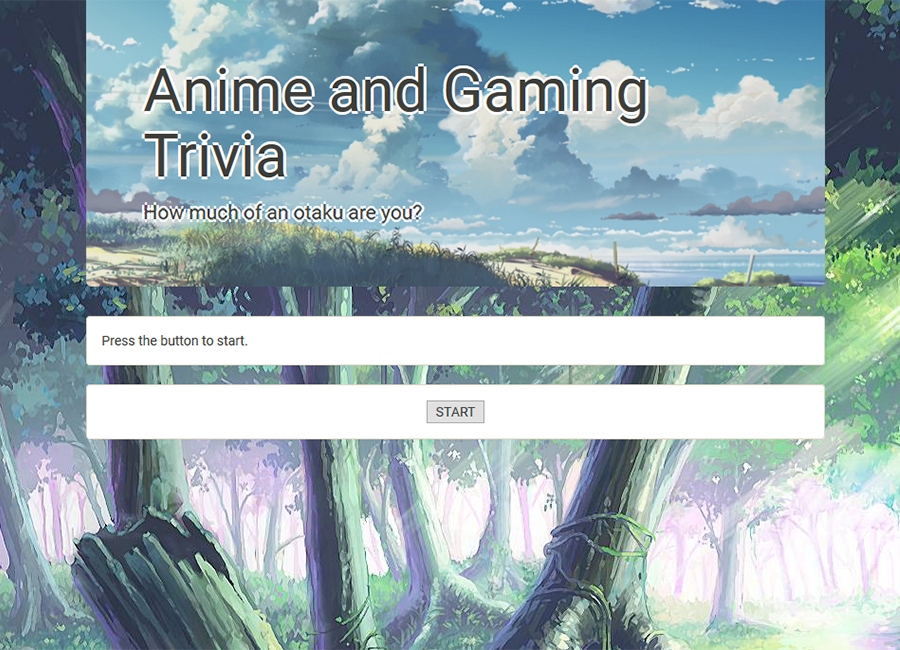 Anime and Gaming
Trivia
How much of an otaku are you?
Press the button to start.
START